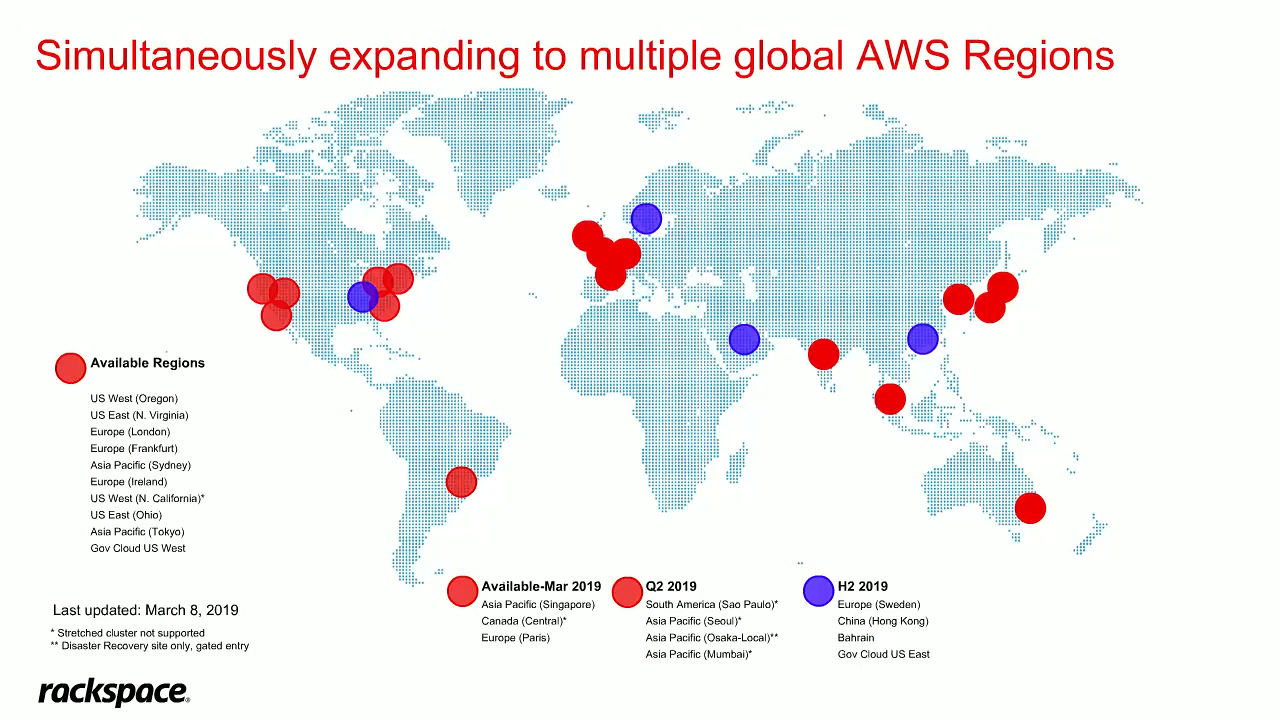 Simultaneously expanding to multiple global AWS Regions
Available Regions
US West (Oregon)
US East (N. Virginia)
Europe (London)
Europe (Frankfurt)
Asia Pacific (Sydney)
Europe (Ireland)
US West (N. California)*
US East (Ohio)
Asia Pacific (Tokyo)
Gov Cloud US West
Available-Mar 2019
Asia Pacific (Singapore)
Canada (Central)*
Europe (Paris)
Q2 2019
South America (Sao Paulo)*
Asia Pacific (Seoul)*
Asia Pacific (Osaka-Local)**
Asia Pacific (Mumbai)*
H2 2019
Europe (Sweden)
China (Hong Kong)
Bahrain
Gov Cloud US East
Last updated: March 8, 2019
* Stretched cluster not supported
** Disaster Recovery site only, gated entry
rackspace®